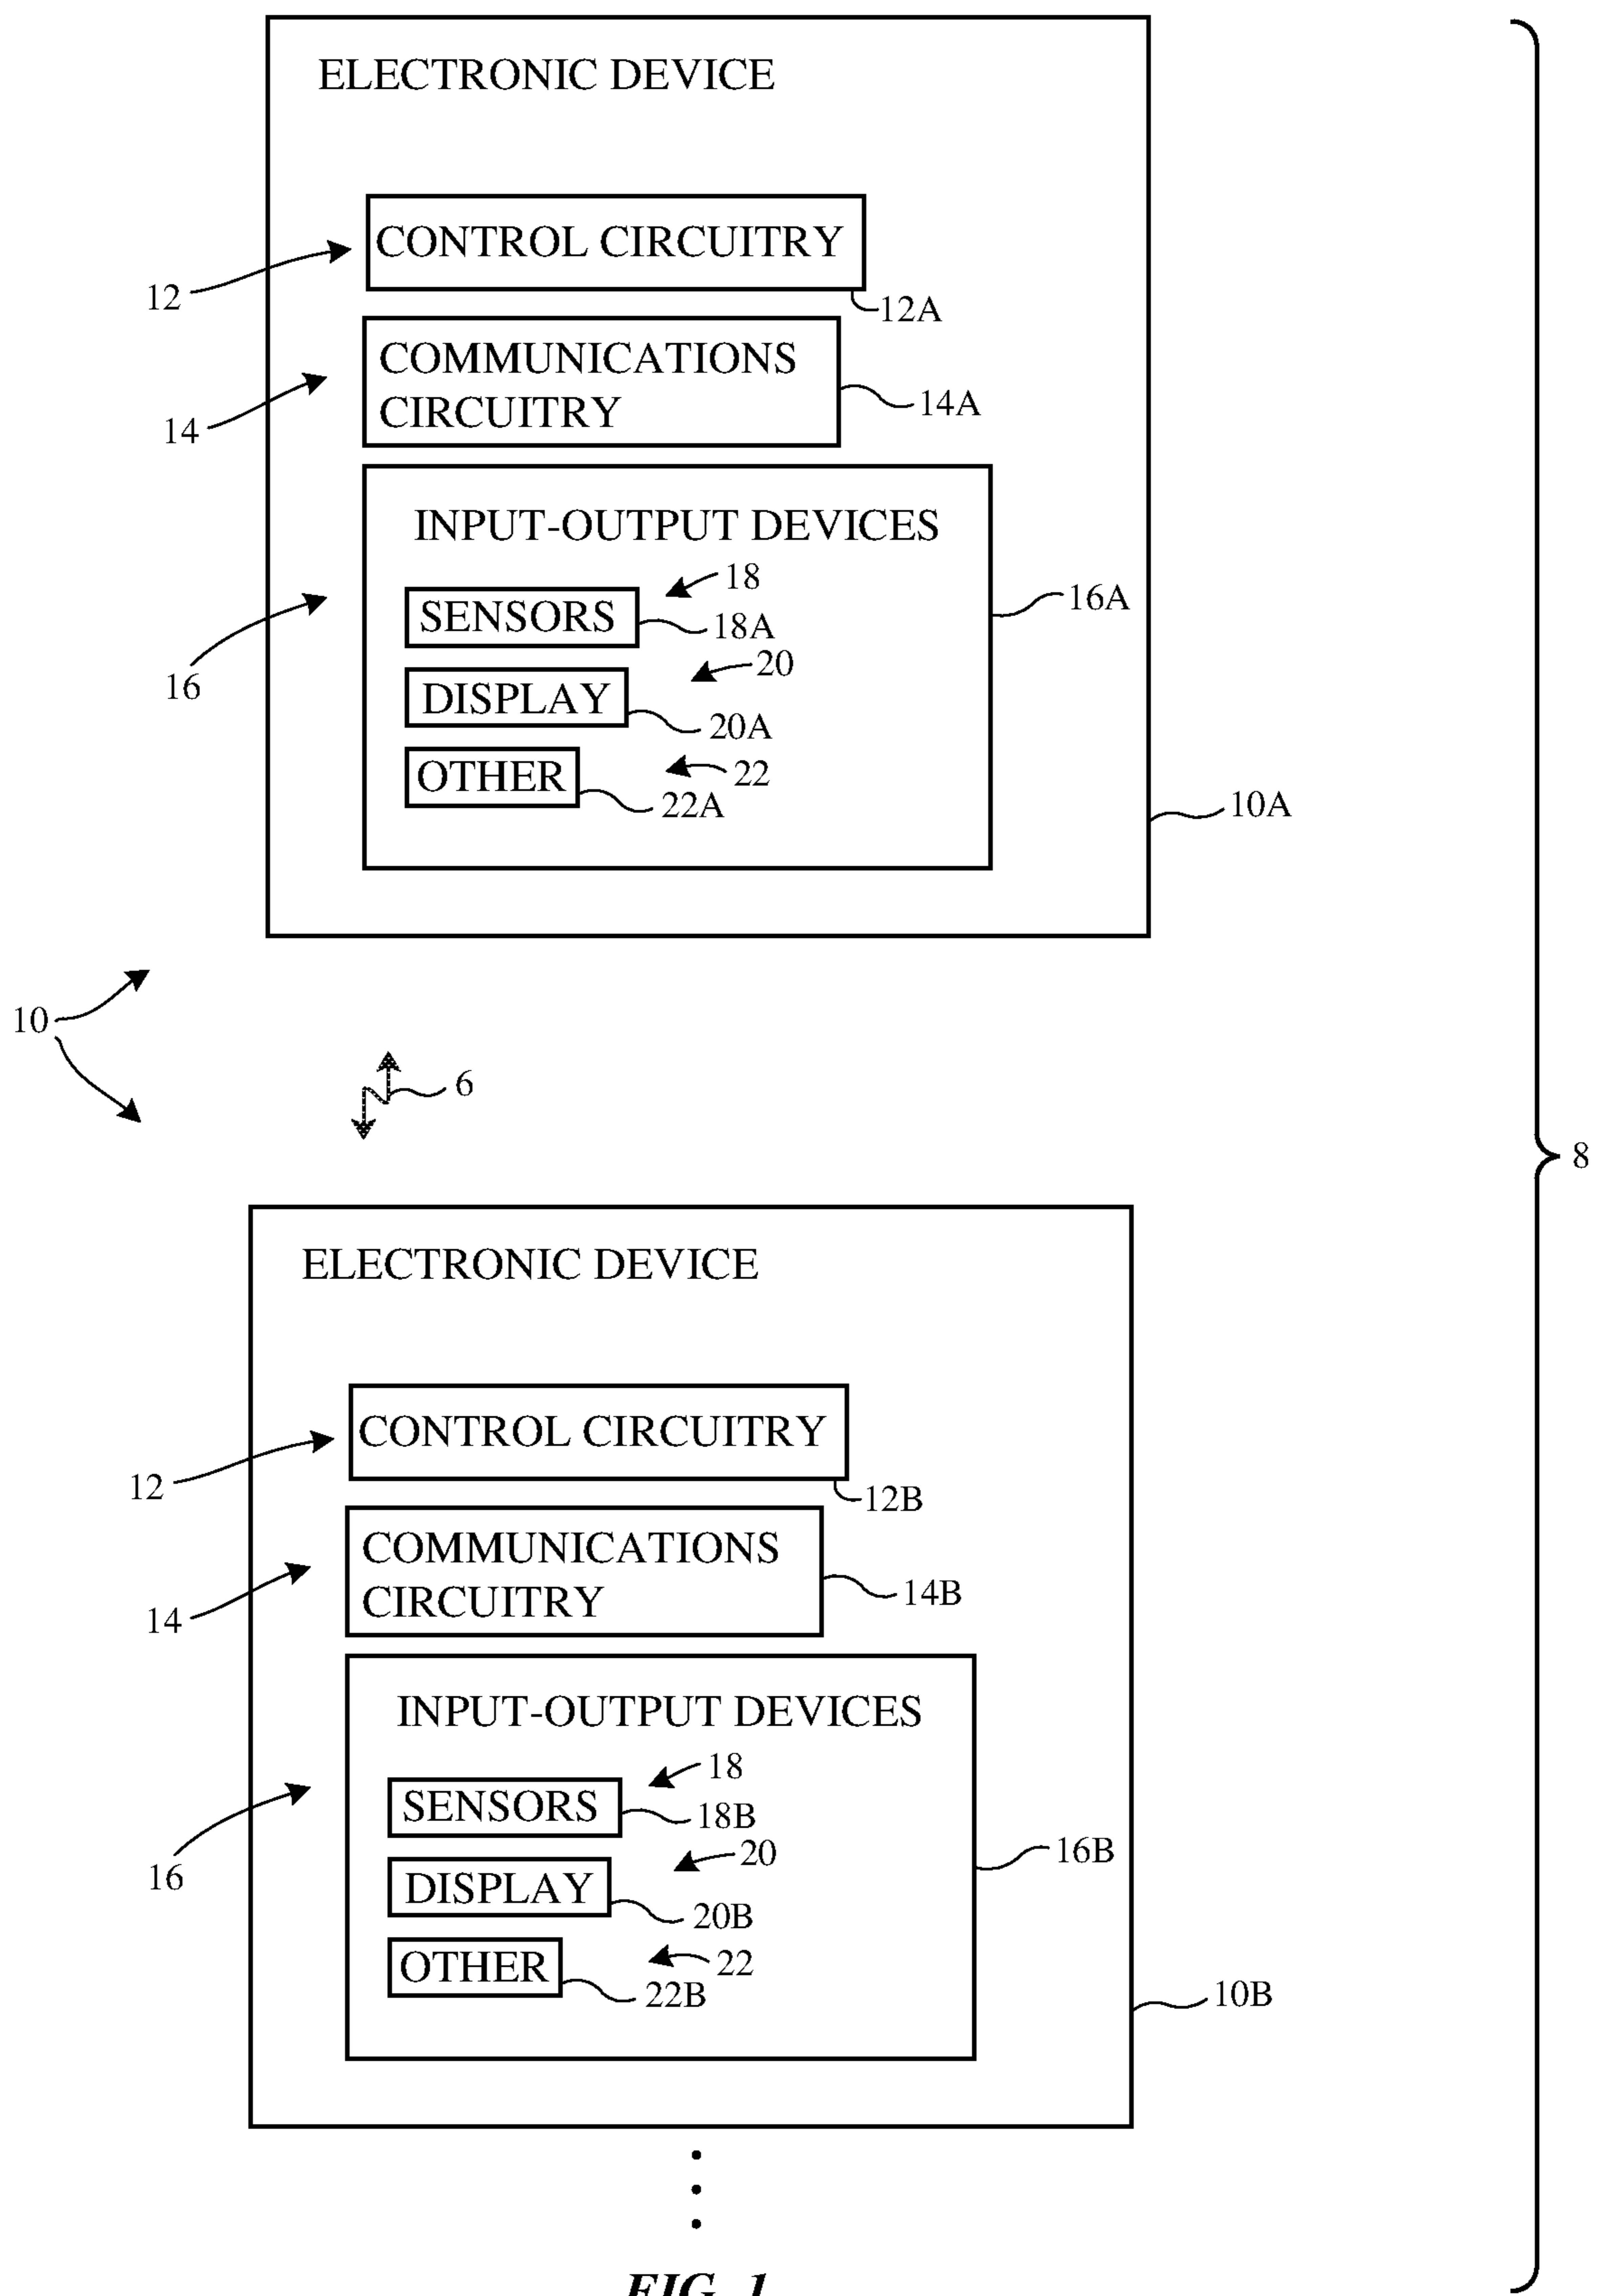 ELECTRONIC DEVICE
CONTROL CIRCUITRY
12
12A
COMMUNICATIONS
CIRCUITRY
14
14A
INPUT-OUTPUT DEVICES
18
SENSORS
18A
16
16A
20
DISPLAY
20A
22
OTHER
22A
10A
10
6
8
ELECTRONIC DEVICE
CONTROL CIRCUITRY
12
12B
COMMUNICATIONS
CIRCUITRY
14
14B
INPUT-OUTPUT DEVICES
18
SENSORS
18B
16
16B
20
DISPLAY
20B
22
OTHER
22B
10B
FIG. 1